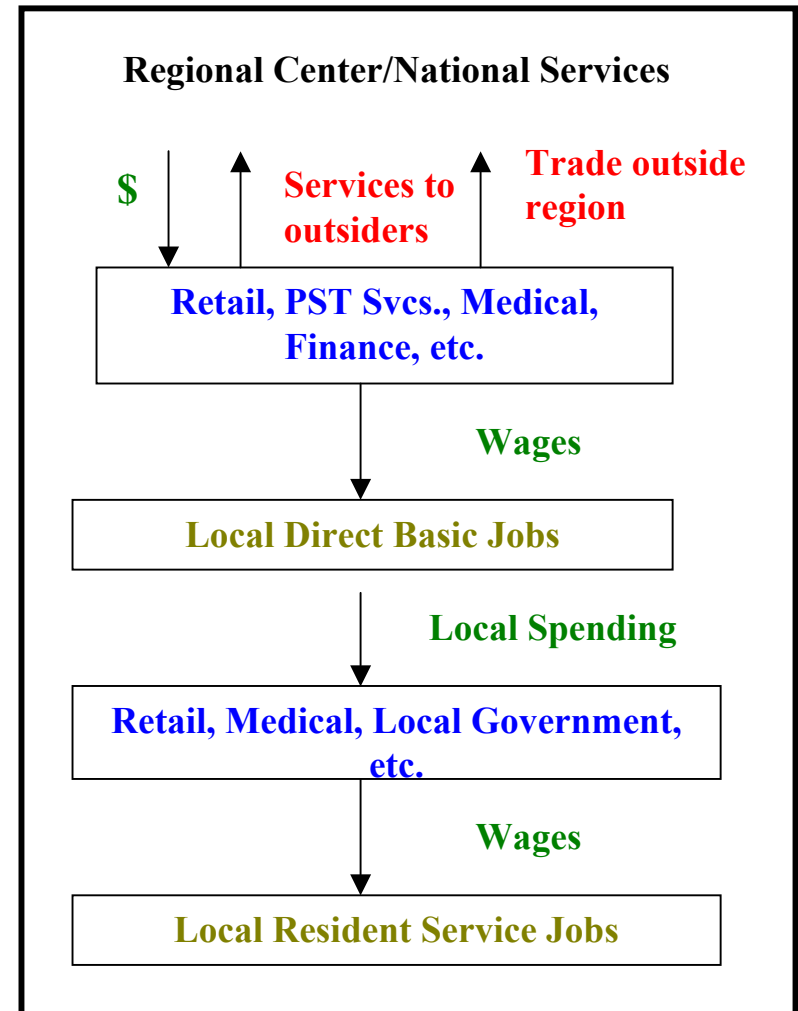 Regional Center/National Services
$
Services to
outsiders
Trade outside
region
Retail, PST Svcs., Medical,
Finance, etc.
Wages
Local Direct Basic Jobs
Local Spending
Retail, Medical, Local Government,
etc.
Wages
Local Resident Service Jobs